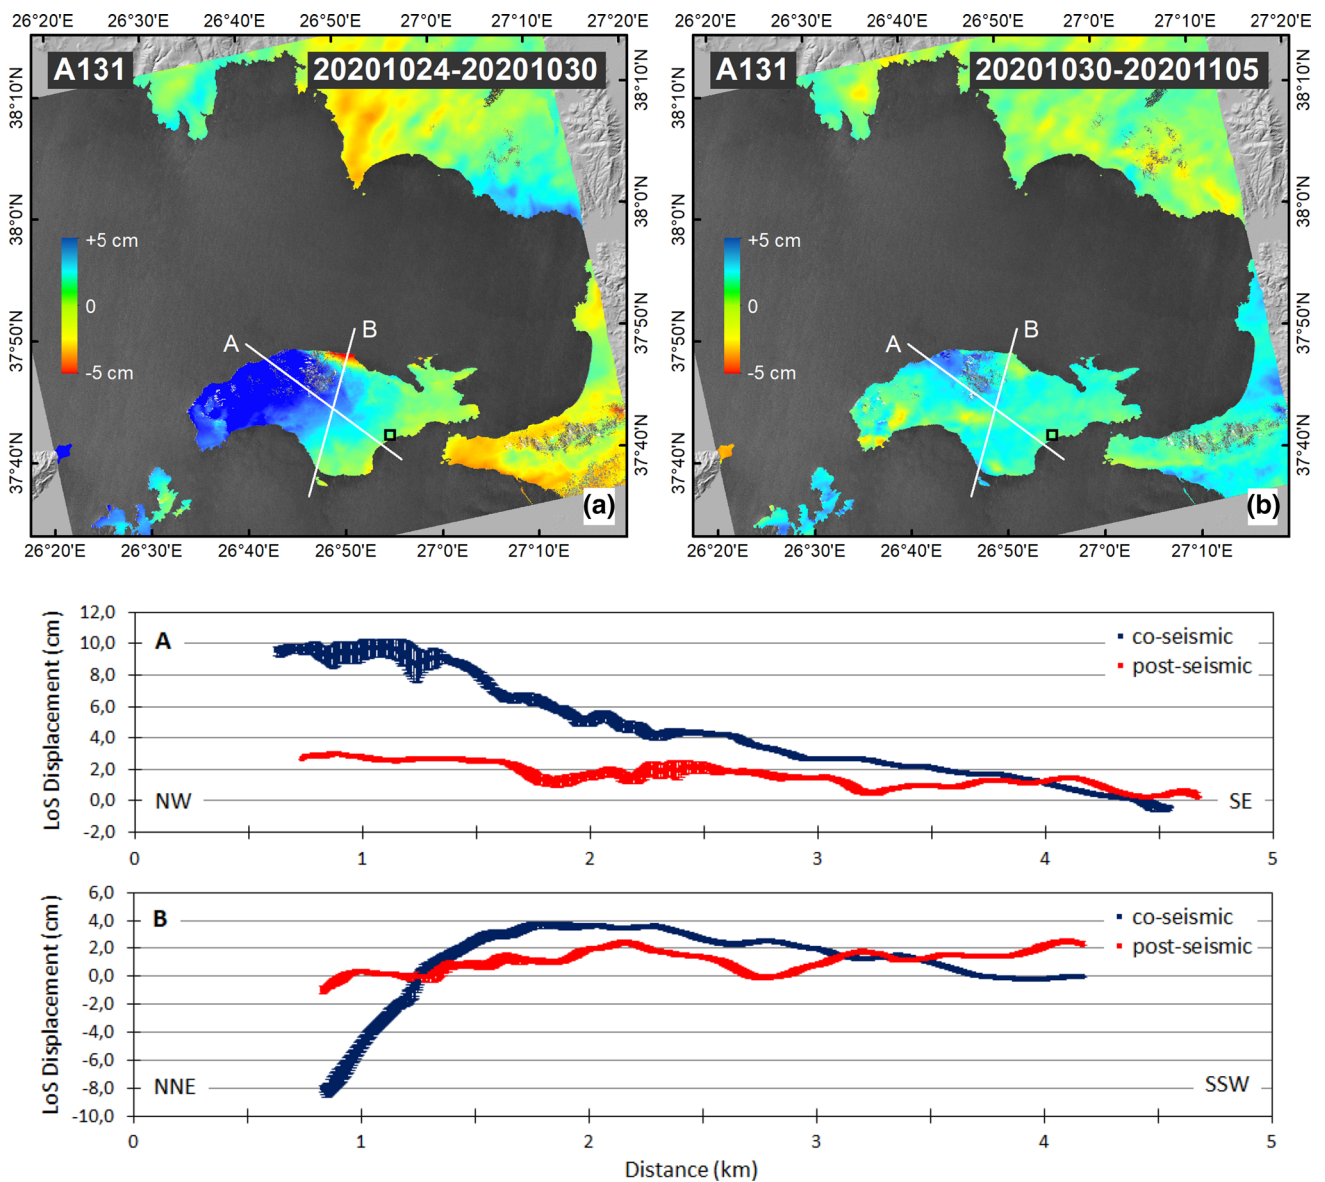 26°20'E 26°40'E 26°50'E 27°0'E 27°10'E 27°20'E
26°20'E 26°30'E 26°40'E 26°50'E 27°0'E 27°10'E 27°20'E
A131
20201024-20201030
A131
20201030-20201105
38°10'N
38°10'N
38°10'N
38°10'N
38°0'N
38°0'N
38°0'N
38°0'N
+5 cm
0
-5 cm
+5 cm
0
-5 cm
37°50'N
37°50'N
37°50'N
37°50'N
A
B
A
B
37°40'N
37°40'N
37°40'N
37°40'N
(a)
(b)
26°20'E 26°30'E 26°40'E 26°50'E 27°0'E 27°10'E
26°20'E 26°30'E 26°40'E 26°50'E 27°0'E 27°10'E
LoS Displacement (cm)
12,0
10,0
8,0
6,0
4,0
2,0
0,0
-2,0
A
co-seismic
post-seismic
NW
SE
0 1 2 3 4 5
LoS Displacement (cm)
6,0
4,0
2,0
0,0
-2,0
-4,0
-6,0
-8,0
-10,0
B
co-seismic
post-seismic
NNE
SSW
0 1 2 3 4 5
Distance (km)